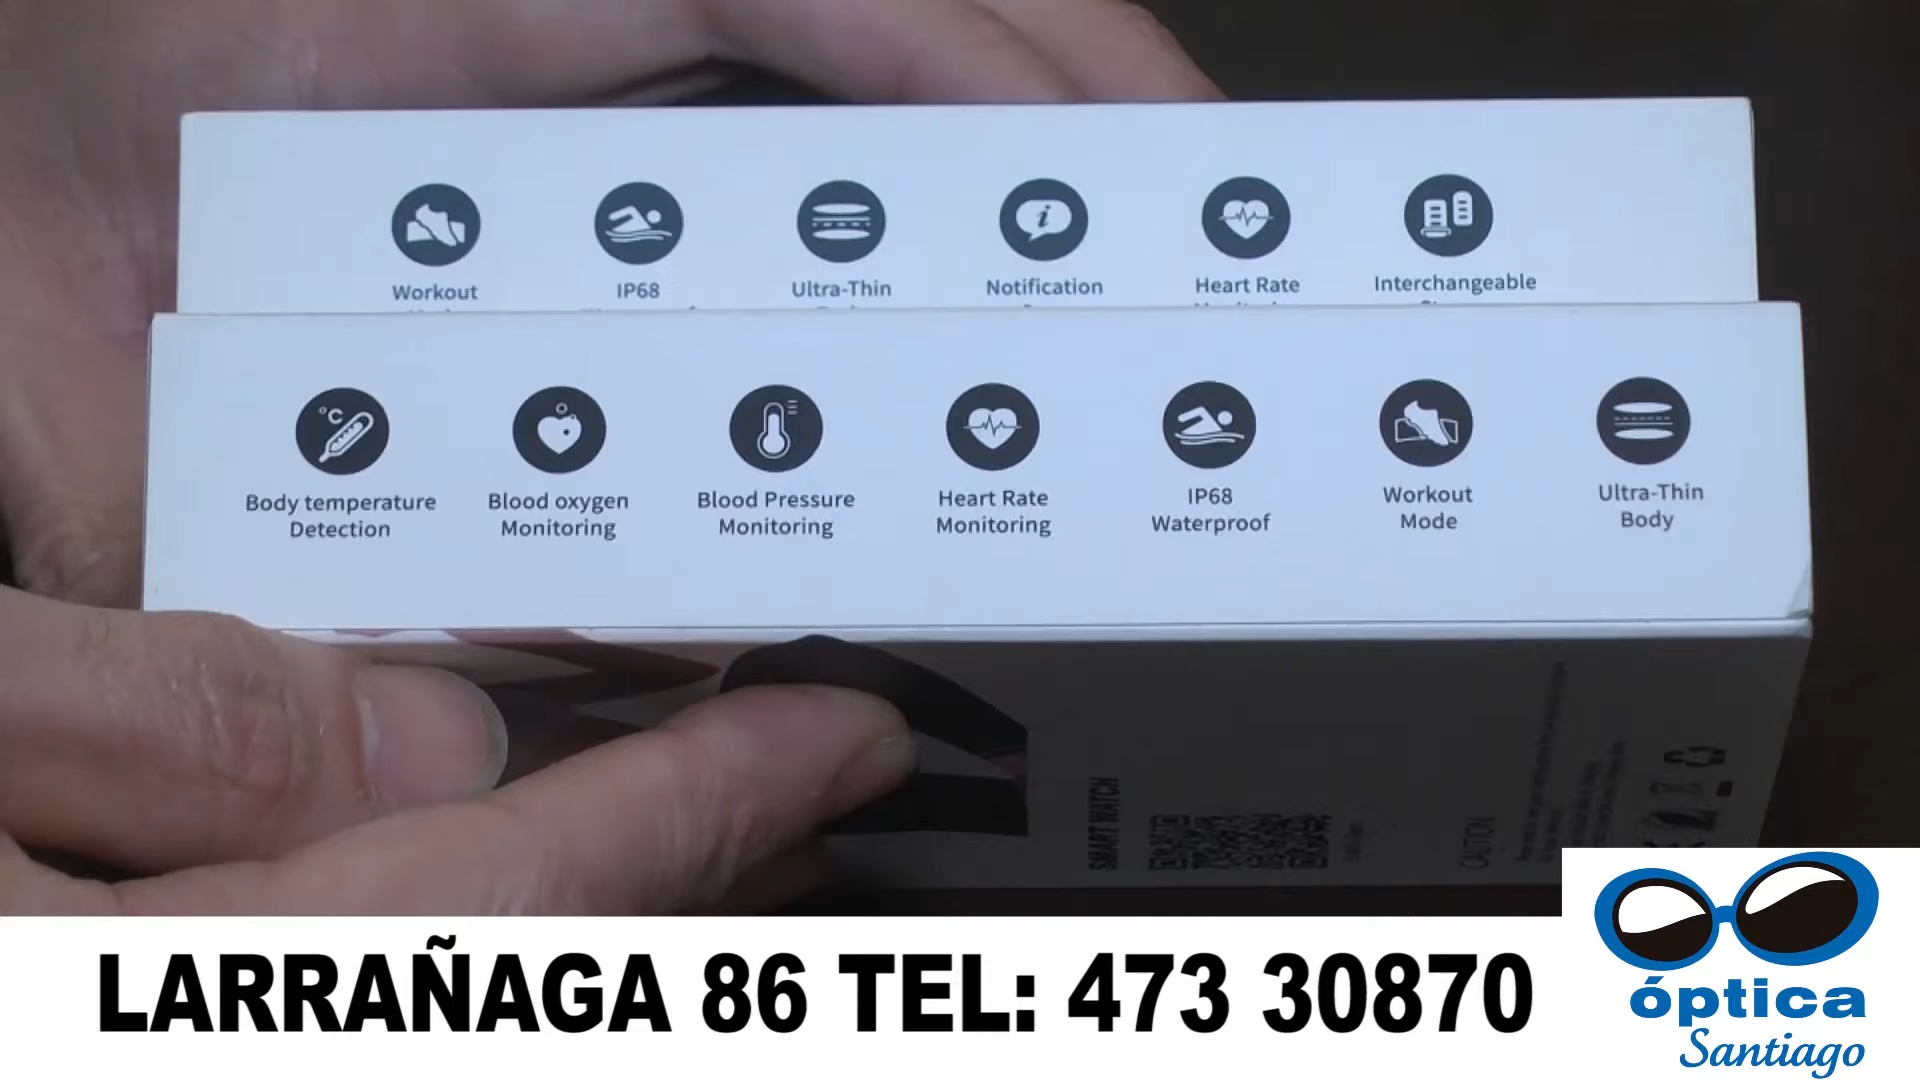 Workout
IP68
Ultra-Thin
Notification
Heart Rate
Interchangeable
°C
Body temperature
Detection
Blood oxygen
Monitoring
Blood Pressure
Monitoring
Heart Rate
Monitoring
IP68
Waterproof
Workout
Mode
Ultra-Thin
Body
SMART WATCH
CAUTION
LARRAÑAGA 86 TEL: 473 30870
óptica
Santiago